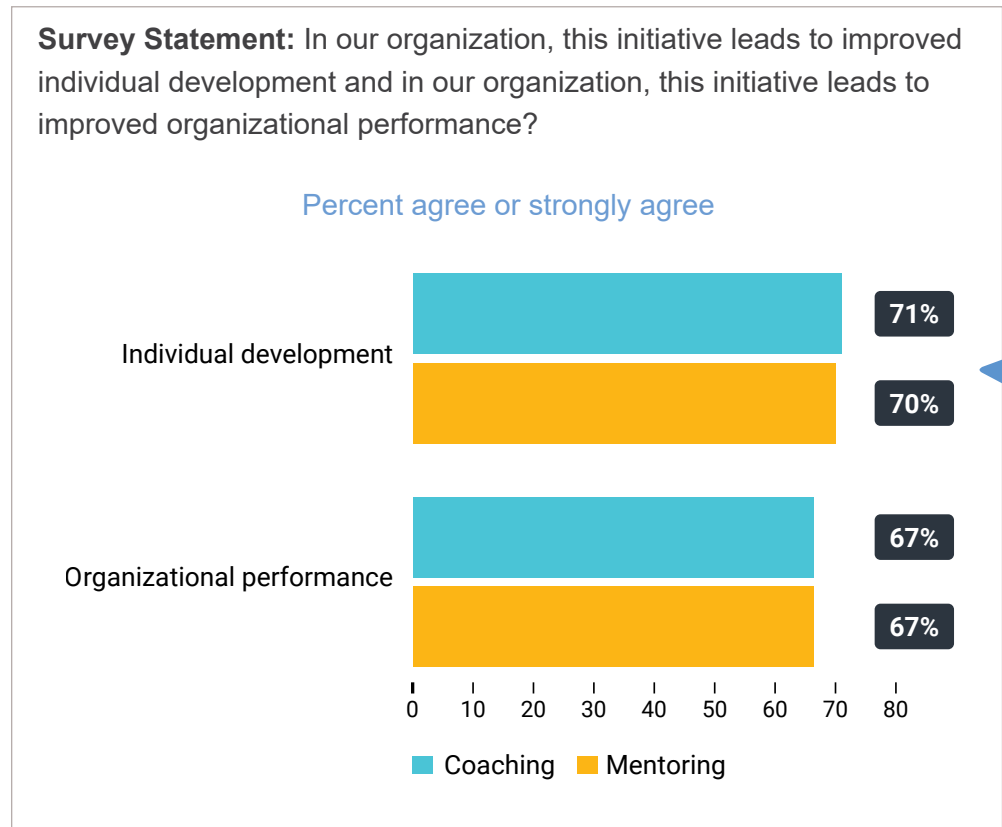 Survey Statement: In our organization, this initiative leads to improved
individual development and in our organization, this initiative leads to
improved organizational performance?
Percent agree or strongly agree
Individual development
71%
70%
Organizational performance
67%
67%
0 10 20 30 40 50 60 70 80
Coaching Mentoring